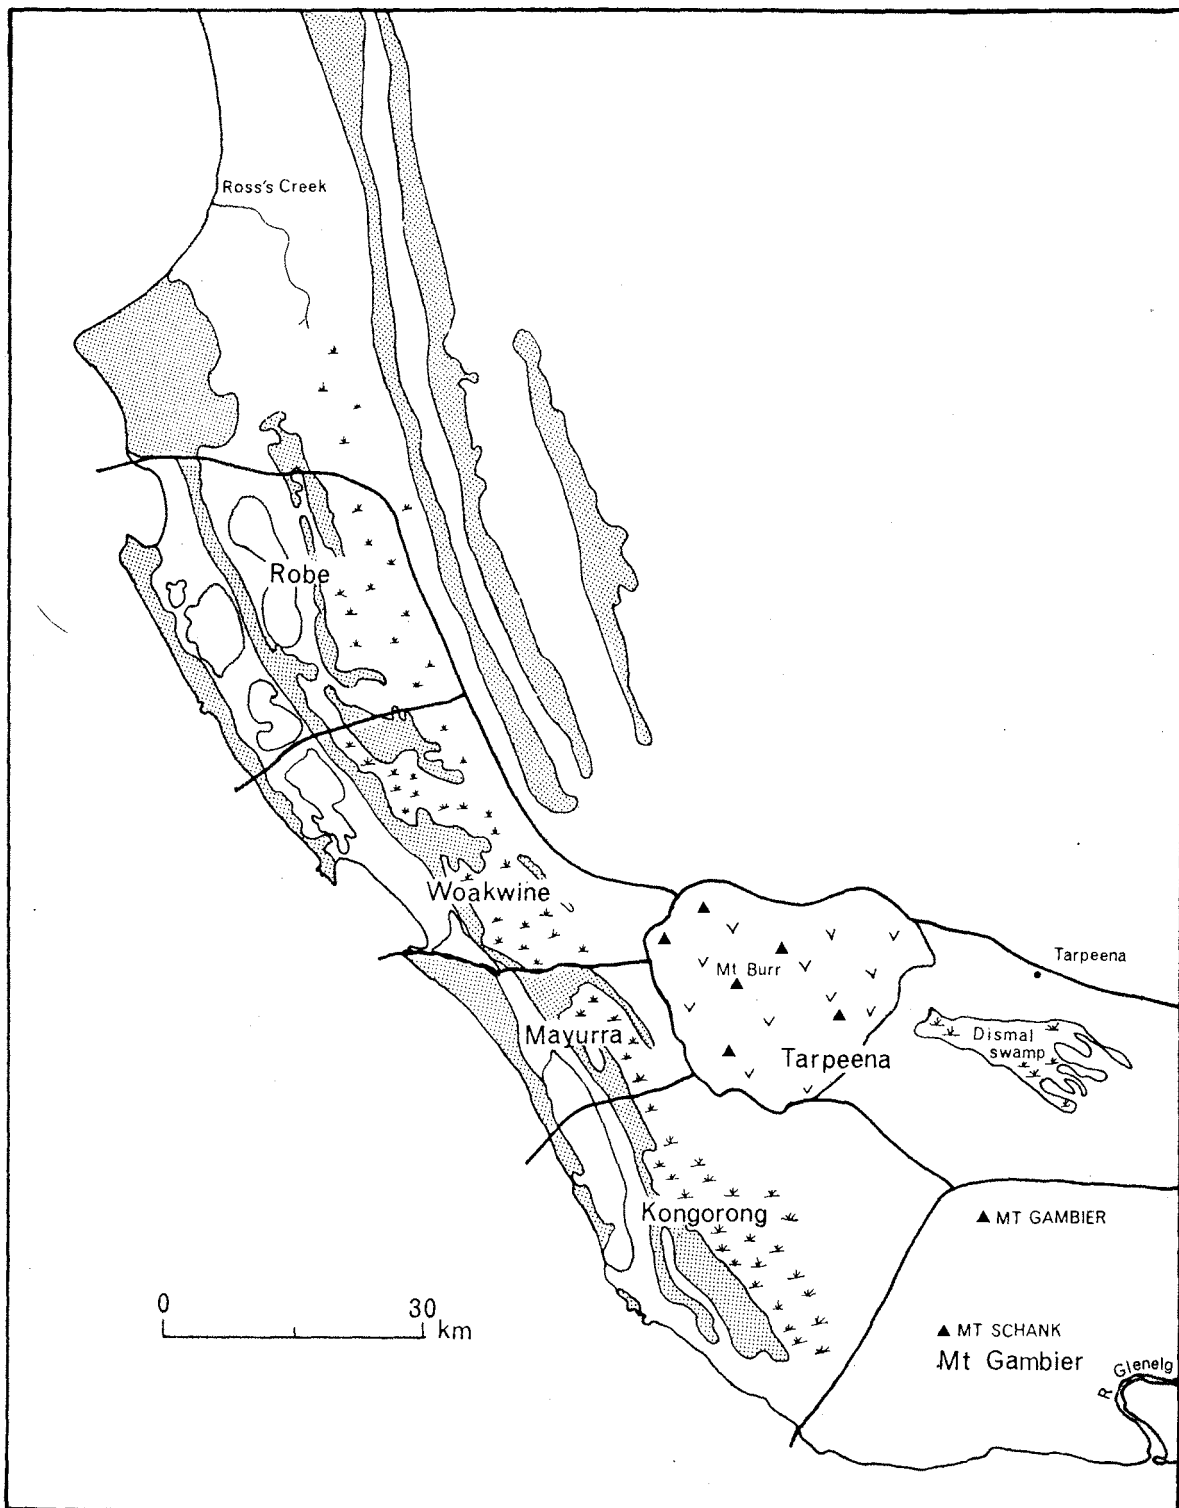 Ross's Creek
Robe
Woakwine
Tarpeena
Mt Burr
Mayurra
Tarpeena
Dismal
swamp
Kongorong
MT GAMBIER
0 30
km
MT SCHANK
Mt Gambier
R Glenelg